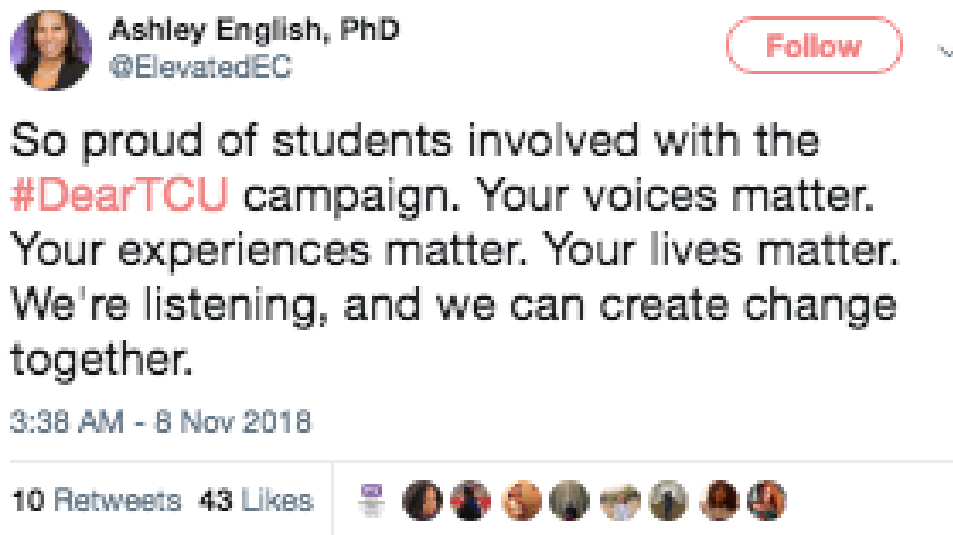 Ashley English, PhD
@ElevatedEC
Follow
So proud of students involved with the
#DearTCU campaign. Your voices matter.
Your experiences matter. Your lives matter.
We're listening, and we can create change
together.
3:38 AM - 8 Nov 2018
10 Retweets 43 Likes